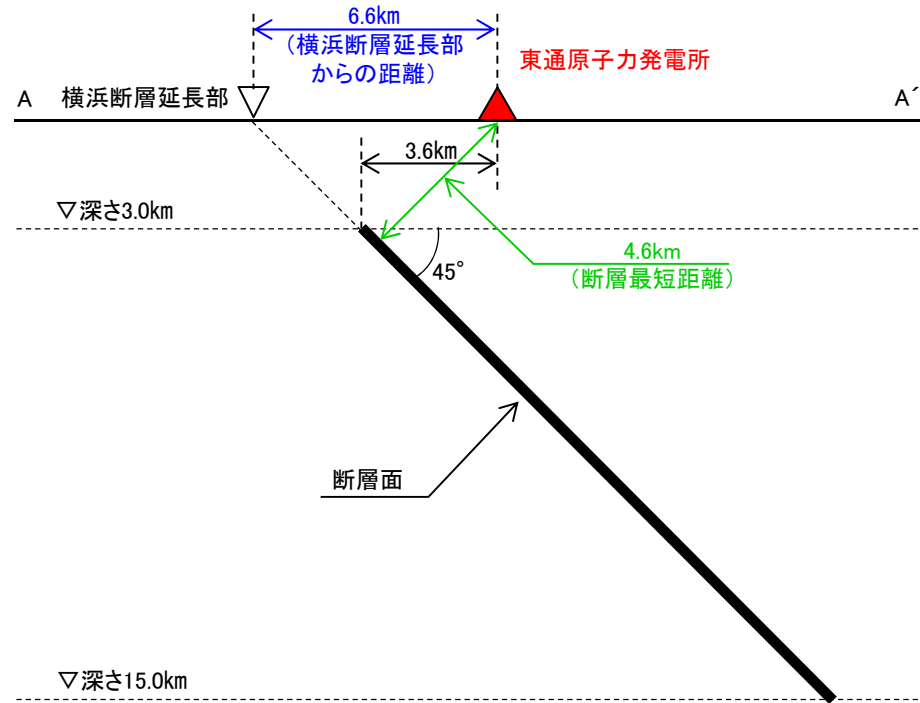 6.6km
(横浜断層延長部
からの距離)
東通原子力発電所
A
横浜断層延長部
A´
3.6km
▽深さ3.0km
45°
4.6km
(断層最短距離)
断層面
▽深さ15.0km